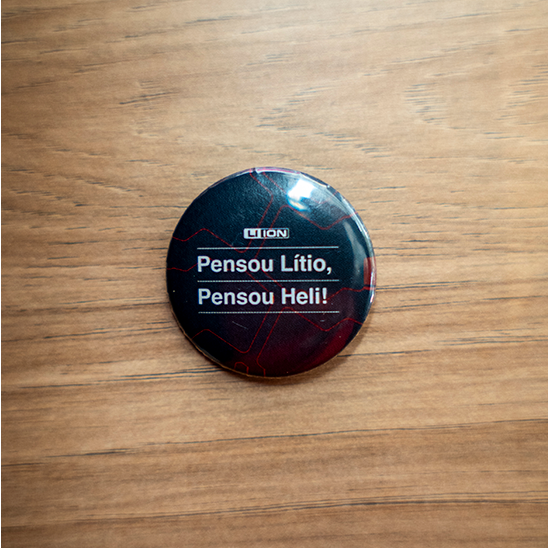 LI ION
Pensou Lítio,
Pensou Heli!